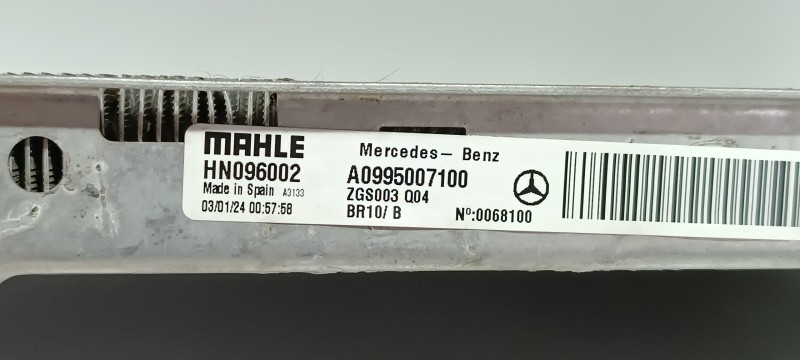 MAHLE
HN096002
Made in Spain A3133
03/01/24 00:57:58
Mercedes- Benz
A0995007100
ZGS003 Q04
BR10/ B Nº:0068100